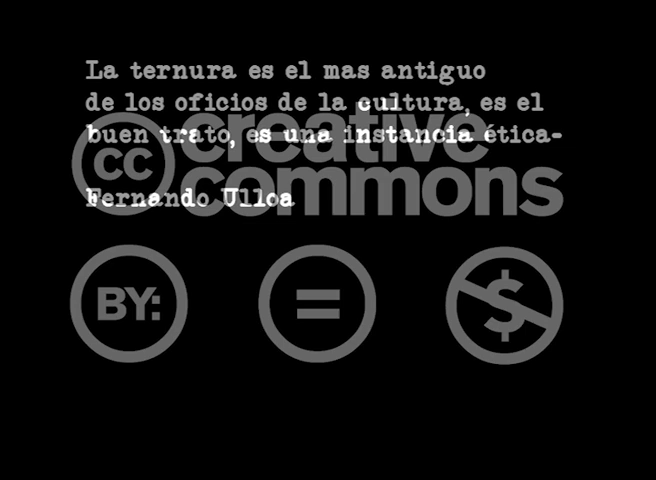 La ternura es el mas antiguo
de los oficios de la cultura, es el
buen trato, es una instancia ética-
Fernando Ulloa
cc creative
commons
BY: = $